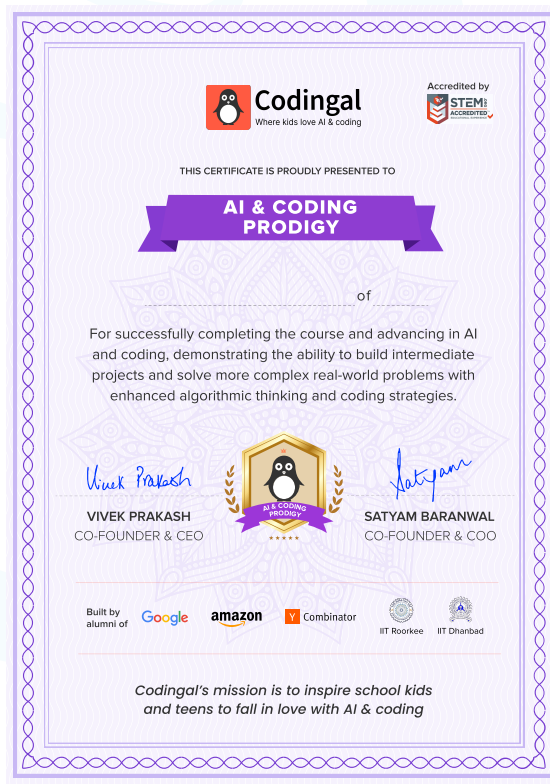 Codingal
Where kids love AI & coding
Accredited by
STEM.ORG
ACCREDITED
EDUCATIONAL EXPERIENCE
THIS CERTIFICATE IS PROUDLY PRESENTED TO
AI & CODING
PRODIGY
of
For successfully completing the course and advancing in AI
and coding, demonstrating the ability to build intermediate
projects and solve more complex real-world problems with
enhanced algorithmic thinking and coding strategies.
Vivek Prakash
Satyam
AI & CODING
PRODIGY
VIVEK PRAKASH
CO-FOUNDER & CEO
SATYAM BARANWAL
CO-FOUNDER & COO
Built by
alumni of
Google
amazon
Y Combinator
IIT Roorkee
IIT Dhanbad
Codingal’s mission is to inspire school kids
and teens to fall in love with AI & coding